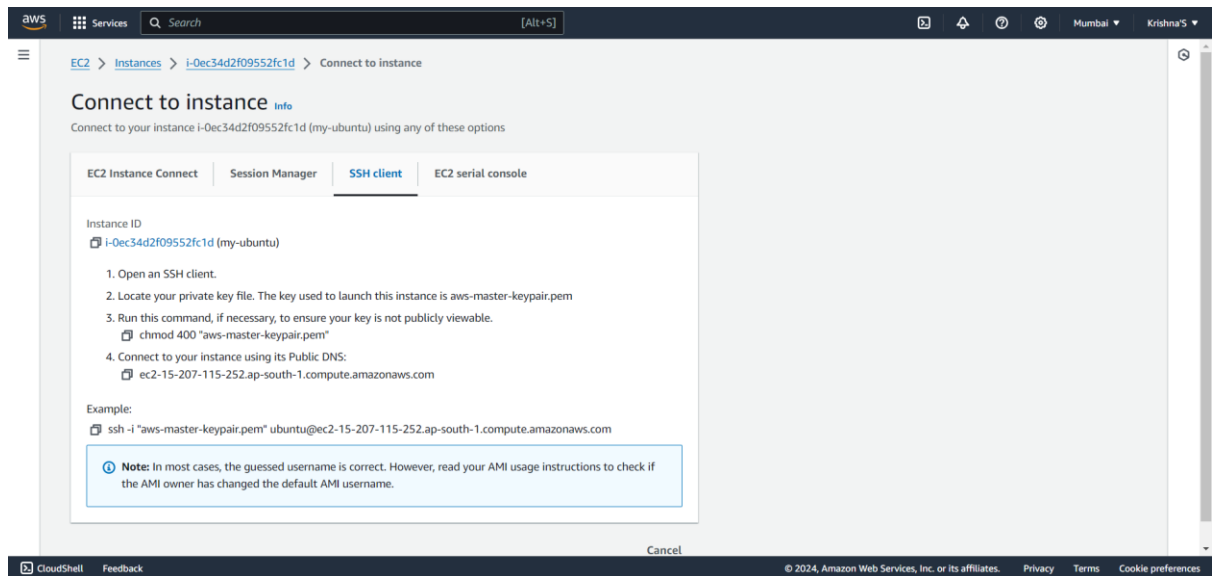 aws Services Search [Alt+S] Mumbai ▼ Krishna'S ▼
EC2 > Instances > i-0ec34d2f09552fc1d > Connect to instance
Connect to instance Info
Connect to your instance i-0ec34d2f09552fc1d (my-ubuntu) using any of these options
EC2 Instance Connect Session Manager SSH client EC2 serial console
Instance ID
i-0ec34d2f09552fc1d (my-ubuntu)
1. Open an SSH client.
2. Locate your private key file. The key used to launch this instance is aws-master-keypair.pem
3. Run this command, if necessary, to ensure your key is not publicly viewable.
chmod 400 "aws-master-keypair.pem"
4. Connect to your instance using its Public DNS:
ec2-15-207-115-252.ap-south-1.compute.amazonaws.com
Example:
ssh -i "aws-master-keypair.pem" ubuntu@ec2-15-207-115-252.ap-south-1.compute.amazonaws.com
Note: In most cases, the guessed username is correct. However, read your AMI usage instructions to check if
the AMI owner has changed the default AMI username.
Cancel
CloudShell Feedback © 2024, Amazon Web Services, Inc. or its affiliates. Privacy Terms Cookie preferences